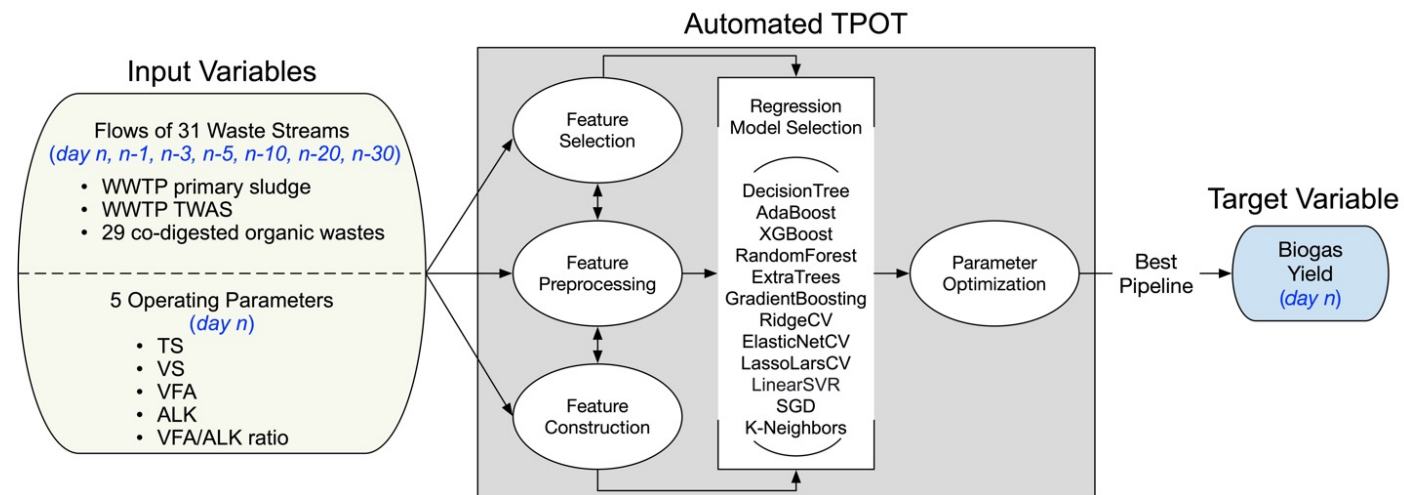 Automated TPOT
Input Variables
Flows of 31 Waste Streams
(day n, n-1, n-3, n-5, n-10, n-20, n-30)
• WWTP primary sludge
• WWTP TWAS
• 29 co-digested organic wastes
5 Operating Parameters
(day n)
• TS
• VS
• VFA
• ALK
• VFA/ALK ratio
Feature
Selection
Feature
Preprocessing
Feature
Construction
Regression
Model Selection
DecisionTree
AdaBoost
XGBoost
RandomForest
ExtraTrees
GradientBoosting
RidgeCV
ElasticNetCV
LassoLarsCV
LinearSVR
SGD
K-Neighbors
Parameter
Optimization
Best
Pipeline
Target Variable
Biogas
Yield
(day n)